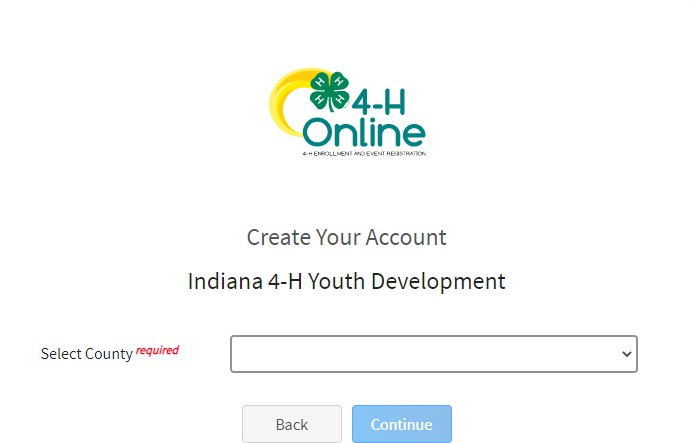 H H H H
4-H
Online
4-H ENROLLMENT AND EVENT REGISTRATION
Create Your Account
Indiana 4-H Youth Development
Select County required
Back
Continue